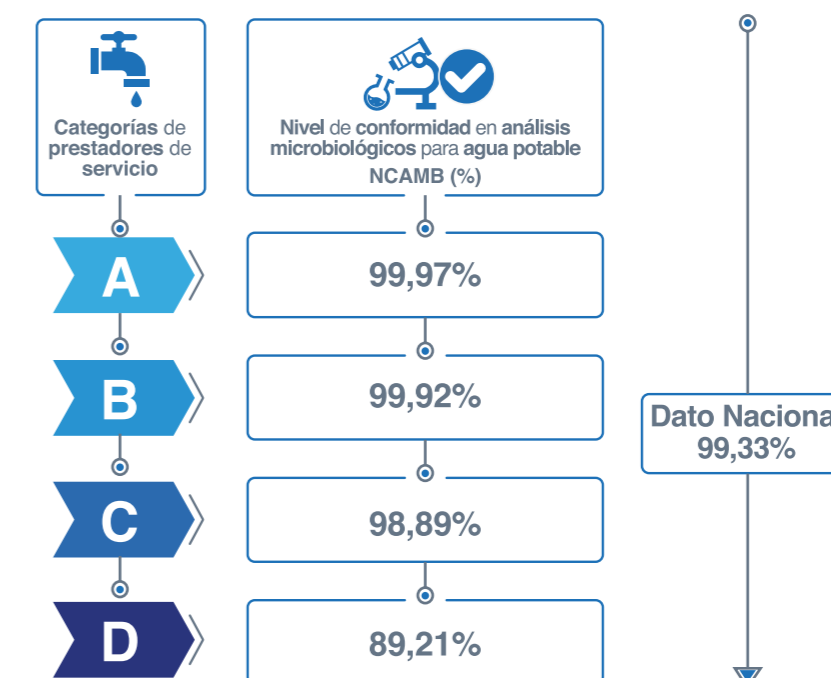 Categorías de
prestadores de
servicio
Nivel de conformidad en análisis
microbiológicos para agua potable
NCAMB (%)
A
99,97%
B
99,92%
Dato Naciona
99,33%
C
98,89%
D
89,21%